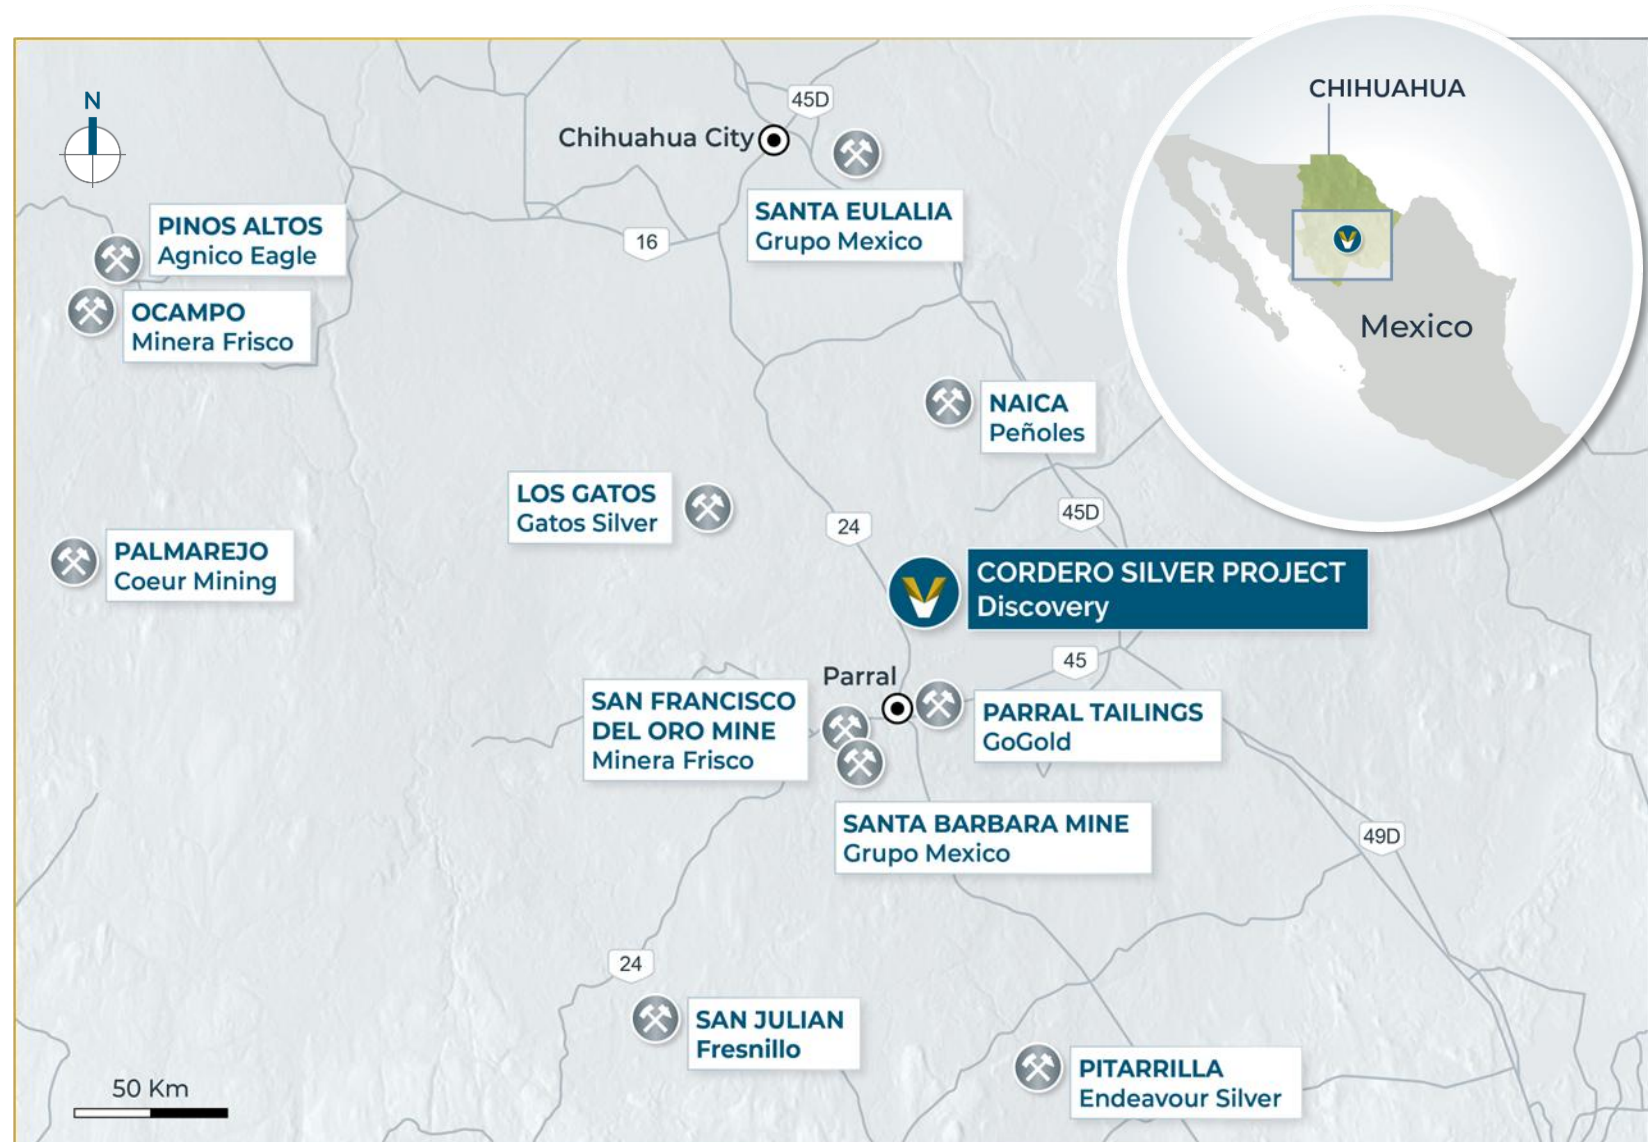 N
45D
CHIHUAHUA
Chihuahua City
SANTA EULALIA
Grupo Mexico
16
PINOS ALTOS
Agnico Eagle
OCAMPO
Minera Frisco
Mexico
NAICA
Peñoles
LOS GATOS
Gatos Silver
24
45D
PALMAREJO
Coeur Mining
CORDERO SILVER PROJECT
Discovery
45
Parral
SAN FRANCISCO
DEL ORO MINE
Minera Frisco
PARRAL TAILINGS
GoGold
SANTA BARBARA MINE
Grupo Mexico
49D
24
SAN JULIAN
Fresnillo
PITARRILLA
Endeavour Silver
50 Km